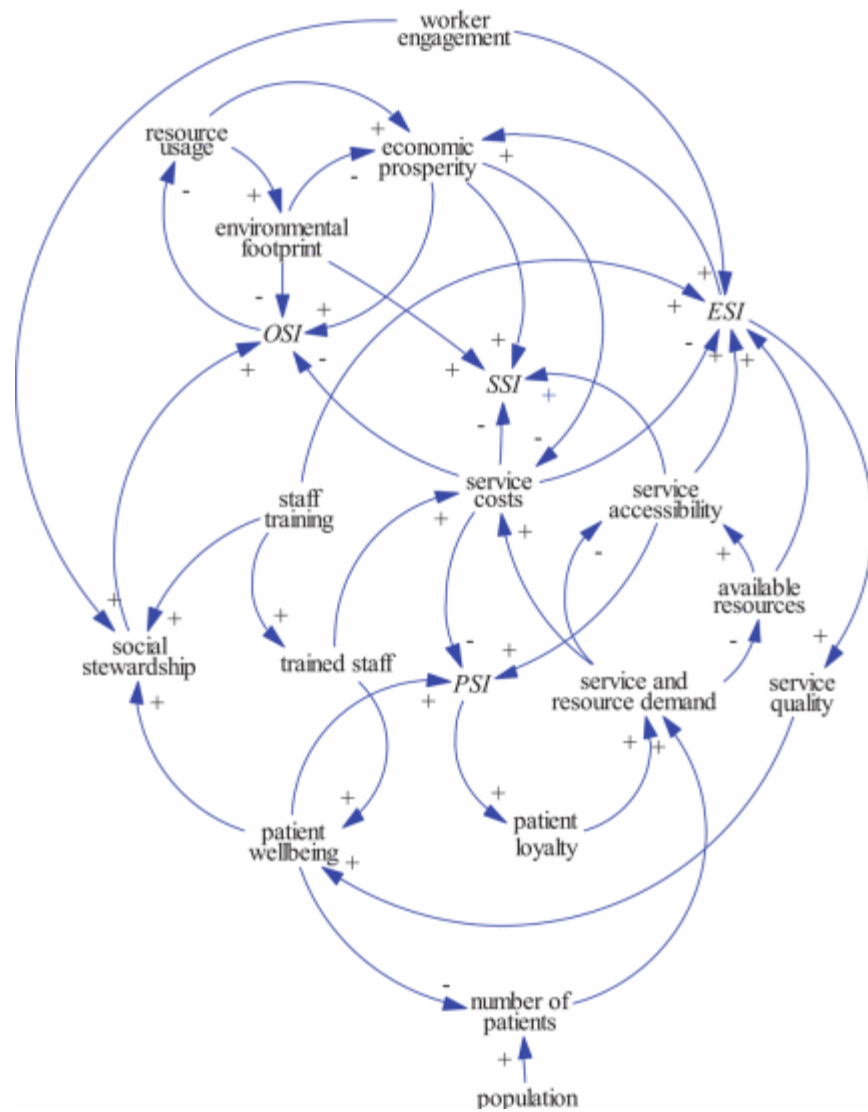 worker
engagement
resource
usage
+
economic
prosperity
+
-
-
+
environmental
footprint
-
+
OSI
+
-
+
+
ESI
-
+
+
+
+
SSI
+
-
-
service
costs
+
+
service
accessibility
-
+
available
resources
staff
training
+
+
+
social
stewardship
+
trained staff
-
+
PSI
+
service and
resource demand
-
+
service
quality
+
+
+
patient
loyalty
+
patient
wellbeing
+
-
number of
patients
+
population